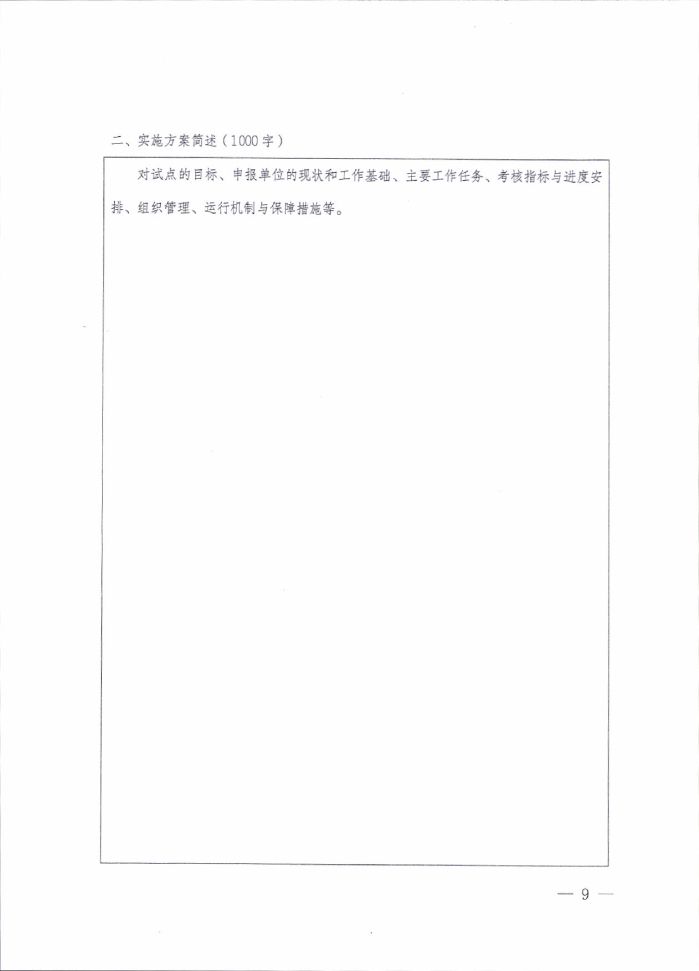 二、实施方案简述（1000字）
对试点的目标、申报单位的现状和工作基础、主要工作任务、考核指标与进度安
排、组织管理、运行机制与保障措施等。
— 9 —